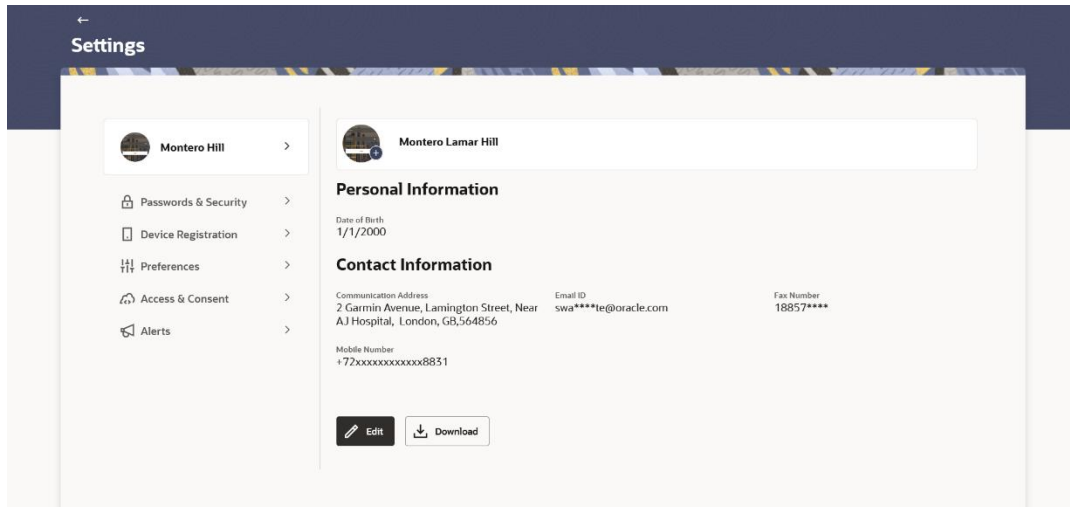 Settings
Montero Hill
Passwords & Security
Device Registration
Preferences
Access & Consent
Alerts
Montero Lamar Hill
Personal Information
Date of Birth
1/1/2000
Contact Information
Communication Address
2 Garmin Avenue, Lamington Street, Near
AJ Hospital, London, GB,564856
Email ID
swa****te@oracle.com
Fax Number
18857****
Mobile Number
+72xxxxxxxxxxxx8831
Edit
Download